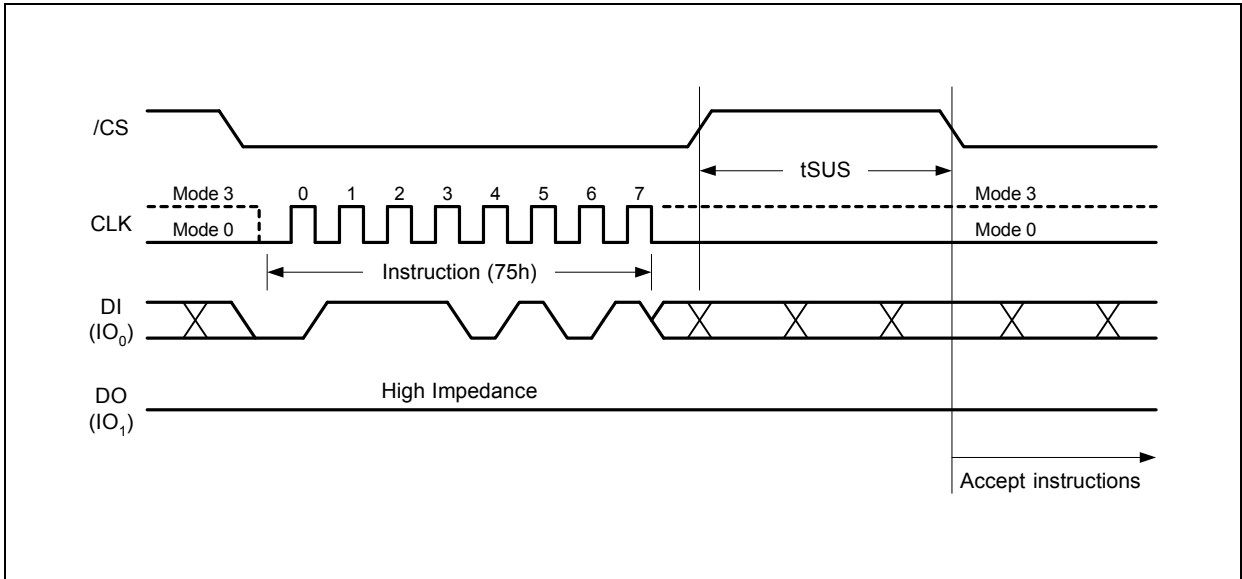 /CS
tSUS
Mode 3 0 1 2 3 4 5 6 7 Mode 3
CLK
Mode 0 Mode 0
Instruction (75h)
DI
(IO0)
High Impedance
DO
(IO1)
Accept instructions